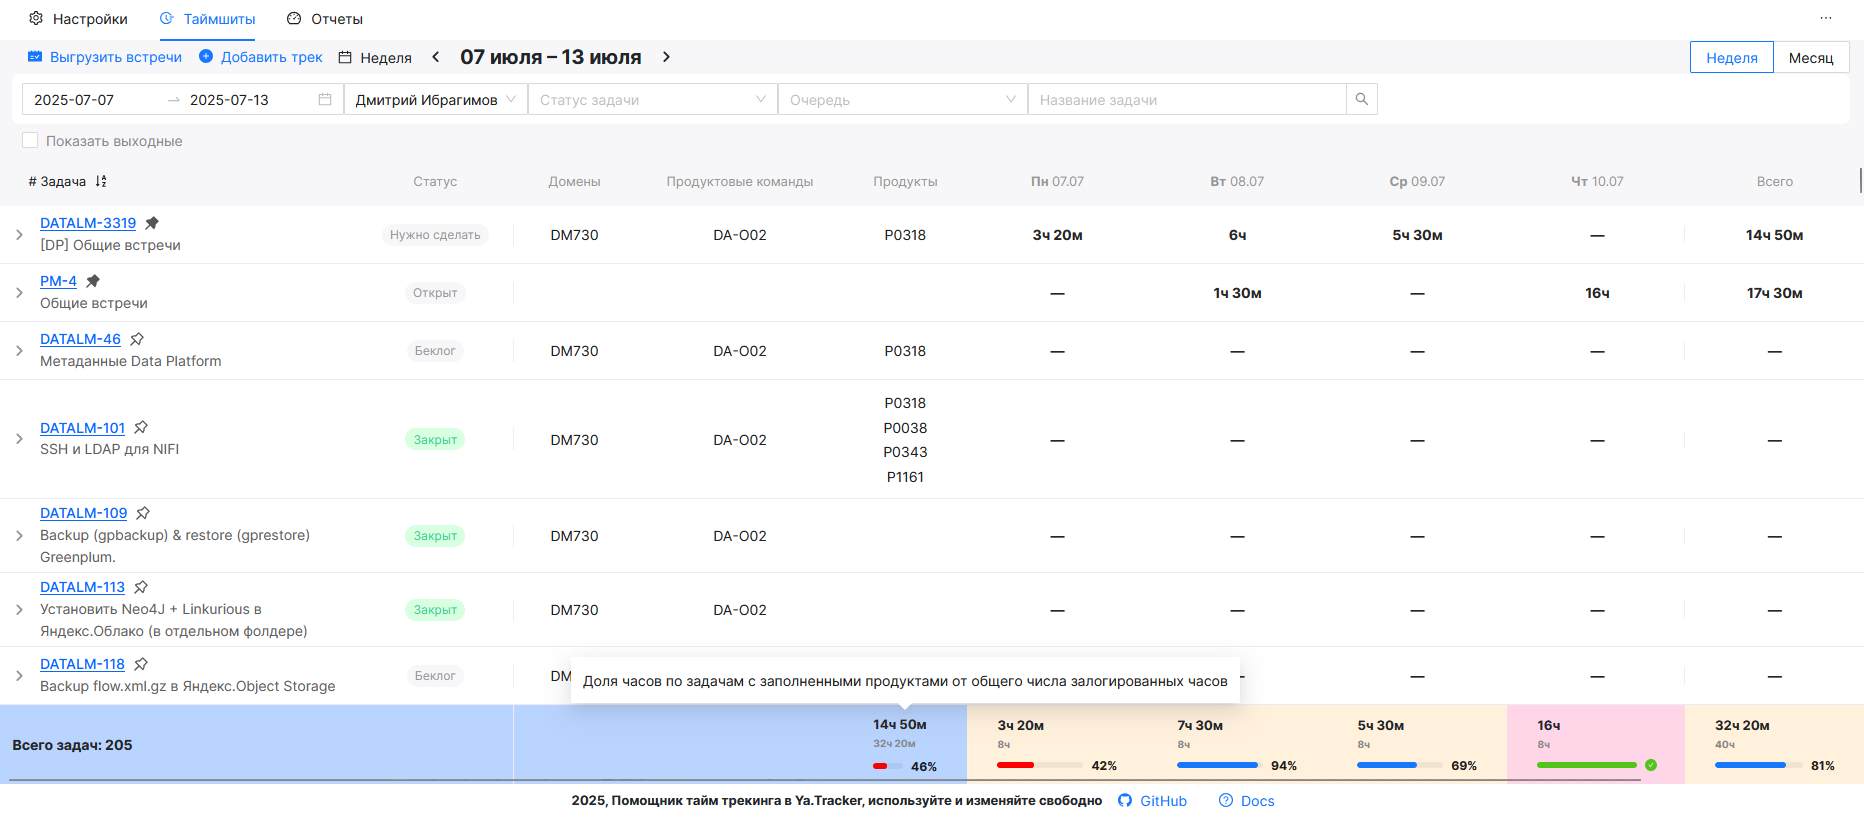 Настройки Таймшиты Отчеты ...
Выгрузить встречи Добавить трек Неделя 07 июля – 13 июля Неделя Месяц
2025-07-07 2025-07-13 Дмитрий Ибрагимов Статус задачи Очередь Название задачи
Показать выходные
# Задача Статус Домены Продуктовые команды Продукты Пн 07.07 Вт 08.07 Ср 09.07 Чт 10.07 Всего
DATALM-3319
[DP] Общие встречи Нужно сделать DM730 DA-O02 P0318 3ч 20м 6ч 5ч 30м — 14ч 50м
PM-4
Общие встречи Открыт — 1ч 30м — 16ч 17ч 30м
DATALM-46
Метаданные Data Platform Беклог DM730 DA-O02 P0318 — — — — —
DATALM-101
SSH и LDAP для NIFI Закрыт DM730 DA-O02 P0318
P0038
P0343
P1161 — — — — —
DATALM-109
Backup (gpbackup) & restore (gprestore)
Greenplum. Закрыт DM730 DA-O02 — — — — —
DATALM-113
Установить Neo4J + Linkurious в
Яндекс.Облако (в отдельном фолдере) Закрыт DM730 DA-O02 — — — — —
DATALM-118
Backup flow.xml.gz в Яндекс.Object Storage Беклог — — —
Доля часов по задачам с заполненными продуктами от общего числа залогированных часов
Всего задач: 205
14ч 50м 3ч 20м 7ч 30м 5ч 30м 16ч 32ч 20м
32ч 20м 8ч 8ч 8ч 8ч 40ч
46% 42% 94% 69% 81%
2025, Помощник тайм трекинга в Ya.Tracker, используйте и изменяйте свободно GitHub Docs